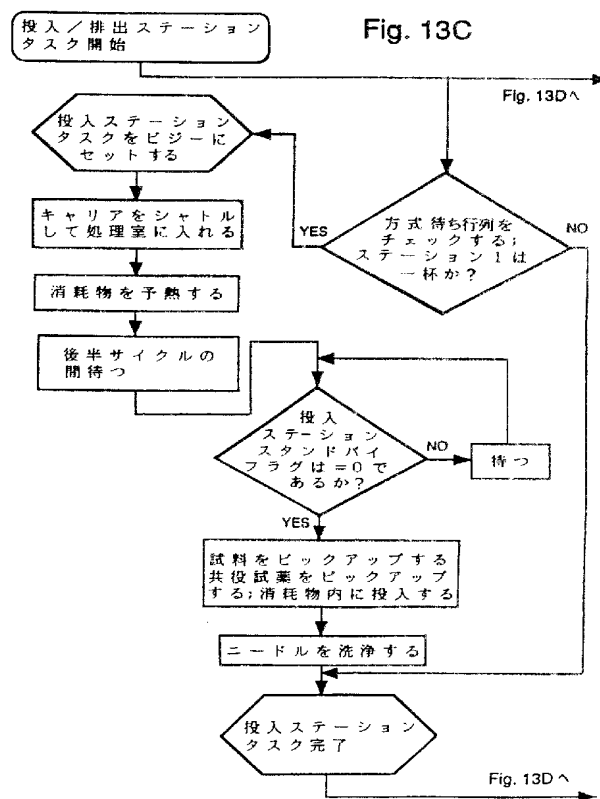 Fig. 13C
投入／排出ステーション
タスク開始
Fig. 13Dへ
投入ステーション
タスクをビジーに
セットする
キャリアをシャトル
して処理室に入れる
消耗物を予熱する
後半サイクルの
開待つ
YES
方式待ち行列を
チェックする；
ステーション1は
一杯か？
NO
投入
ステーション
スタンドバイ
フラグは＝0で
あるか？
NO
待つ
YES
試料をピックアップする
共役試薬をピックアップ
する；消耗物内に投入する
ニードルを洗浄する
投入ステーション
タスク完了
Fig. 13Dへ